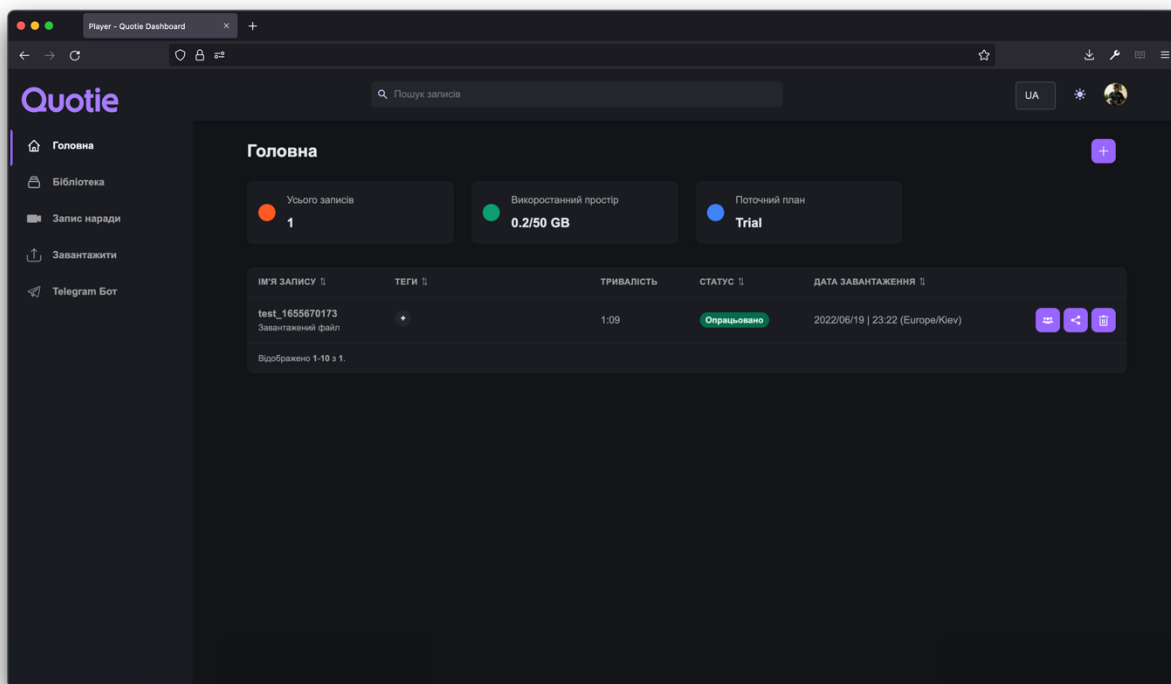 Player - Quotie Dashboard
Quotie
Пошук записів
UA
Головна
Бібліотека
Запис наради
Завантажити
Telegram Бот
Головна
Усього записів
1
Використанний простір
0.2/50 GB
Поточний план
Trial
ІМ'Я ЗАПИСУ ТЕГИ ТРИВАЛІСТЬ СТАТУС ДАТА ЗАВАНТАЖЕННЯ
test_1655670173
Завантажений файл
1:09 Опрацьовано 2022/06/19 | 23:22 (Europe/Kiev)
Відображено 1-10 з 1.